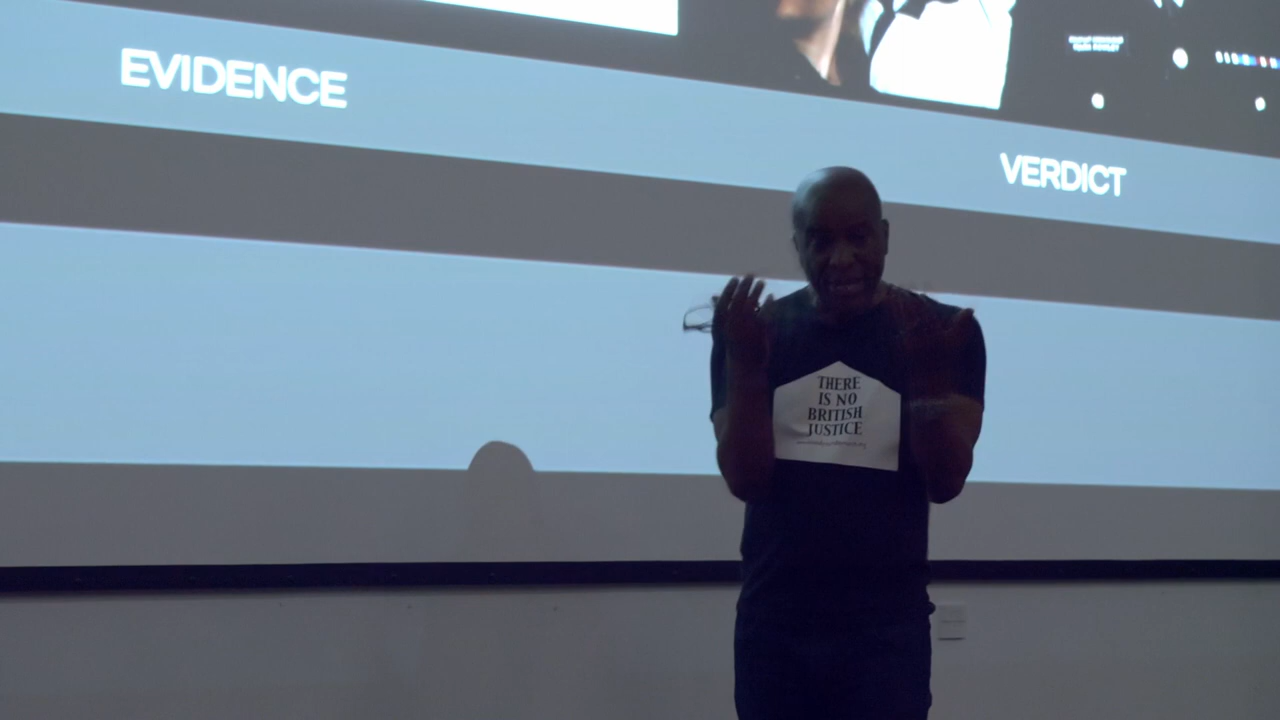 EVIDENCE
VERDICT
THERE
IS NO
BRITISH
JUSTICE